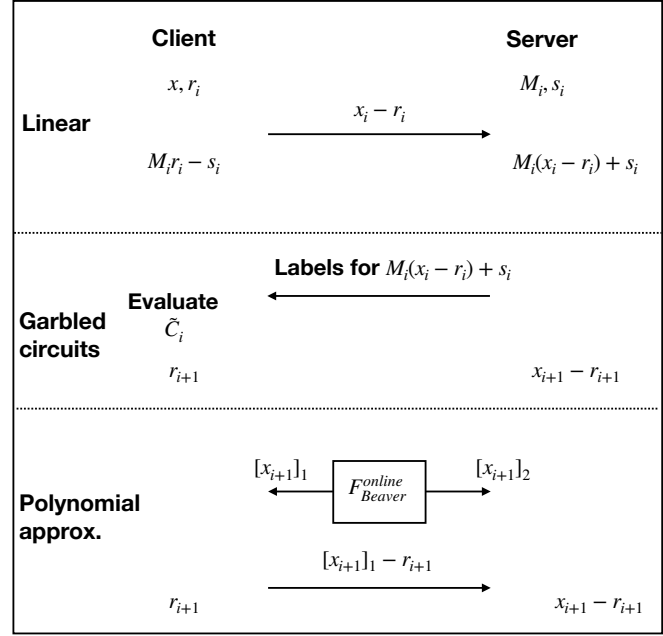 Client Server
x, r_i M_i, s_i
Linear
x_i − r_i
M_i r_i − s_i M_i(x_i − r_i) + s_i
Labels for M_i(x_i − r_i) + s_i
Evaluate
C̃_i
Garbled
circuits
r_{i+1} x_{i+1} − r_{i+1}
[x_{i+1}]_1 F^{online}_{Beaver} [x_{i+1}]_2
Polynomial
approx.
[x_{i+1}]_1 − r_{i+1}
r_{i+1} x_{i+1} − r_{i+1}